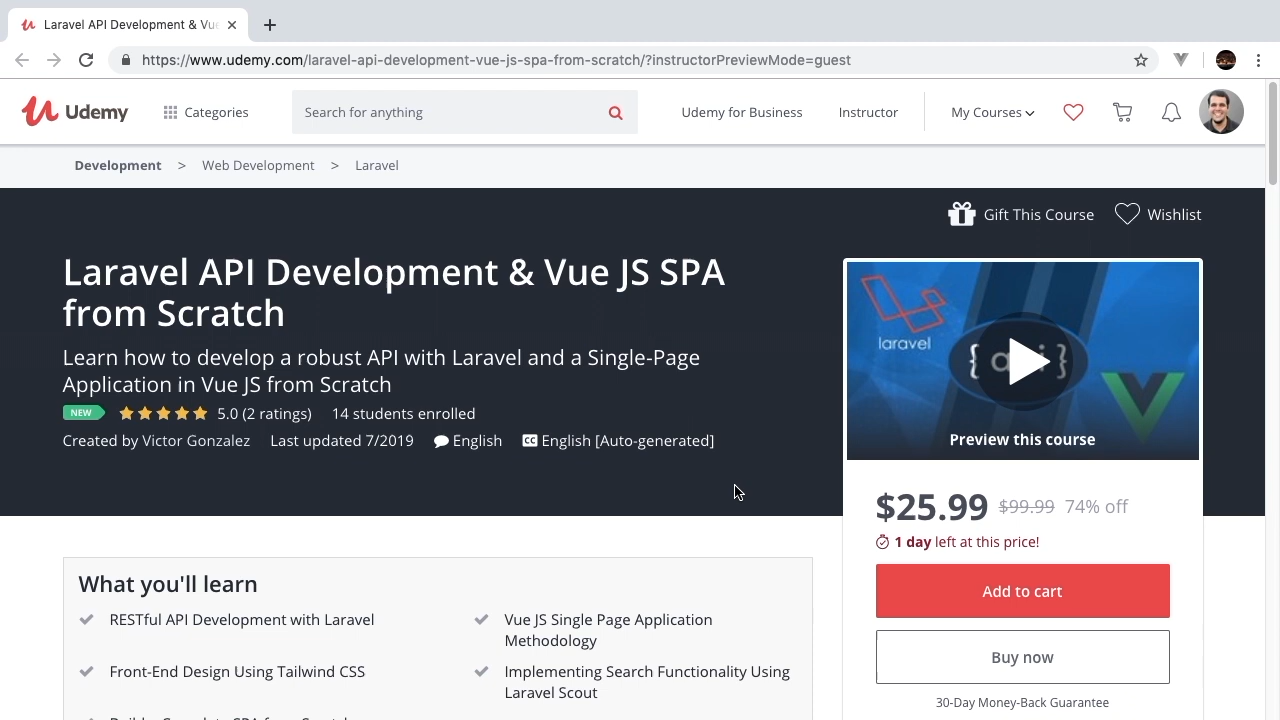 Laravel API Development & Vue
https://www.udemy.com/laravel-api-development-vue-js-spa-from-scratch/?instructorPreviewMode=guest
Udemy
Categories
Search for anything
Udemy for Business
Instructor
My Courses
Development > Web Development > Laravel
Gift This Course
Wishlist
Laravel API Development & Vue JS SPA
from Scratch
Learn how to develop a robust API with Laravel and a Single-Page
Application in Vue JS from Scratch
NEW 5.0 (2 ratings) 14 students enrolled
Created by Victor Gonzalez Last updated 7/2019 English CC English [Auto-generated]
laravel
{ api }
Preview this course
$25.99 $99.99 74% off
1 day left at this price!
Add to cart
Buy now
30-Day Money-Back Guarantee
What you'll learn
RESTful API Development with Laravel
Vue JS Single Page Application
Methodology
Front-End Design Using Tailwind CSS
Implementing Search Functionality Using
Laravel Scout